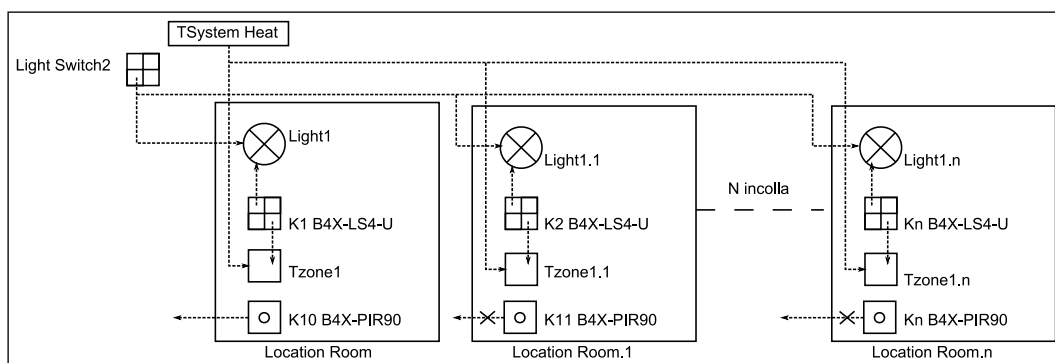 TSystem Heat
Light Switch2
Light1
Light1.1
Light1.n
N incolla
K1 B4X-LS4-U
K2 B4X-LS4-U
Kn B4X-LS4-U
Tzone1
Tzone1.1
Tzone1.n
K10 B4X-PIR90
K11 B4X-PIR90
Kn B4X-PIR90
Location Room
Location Room.1
Location Room.n